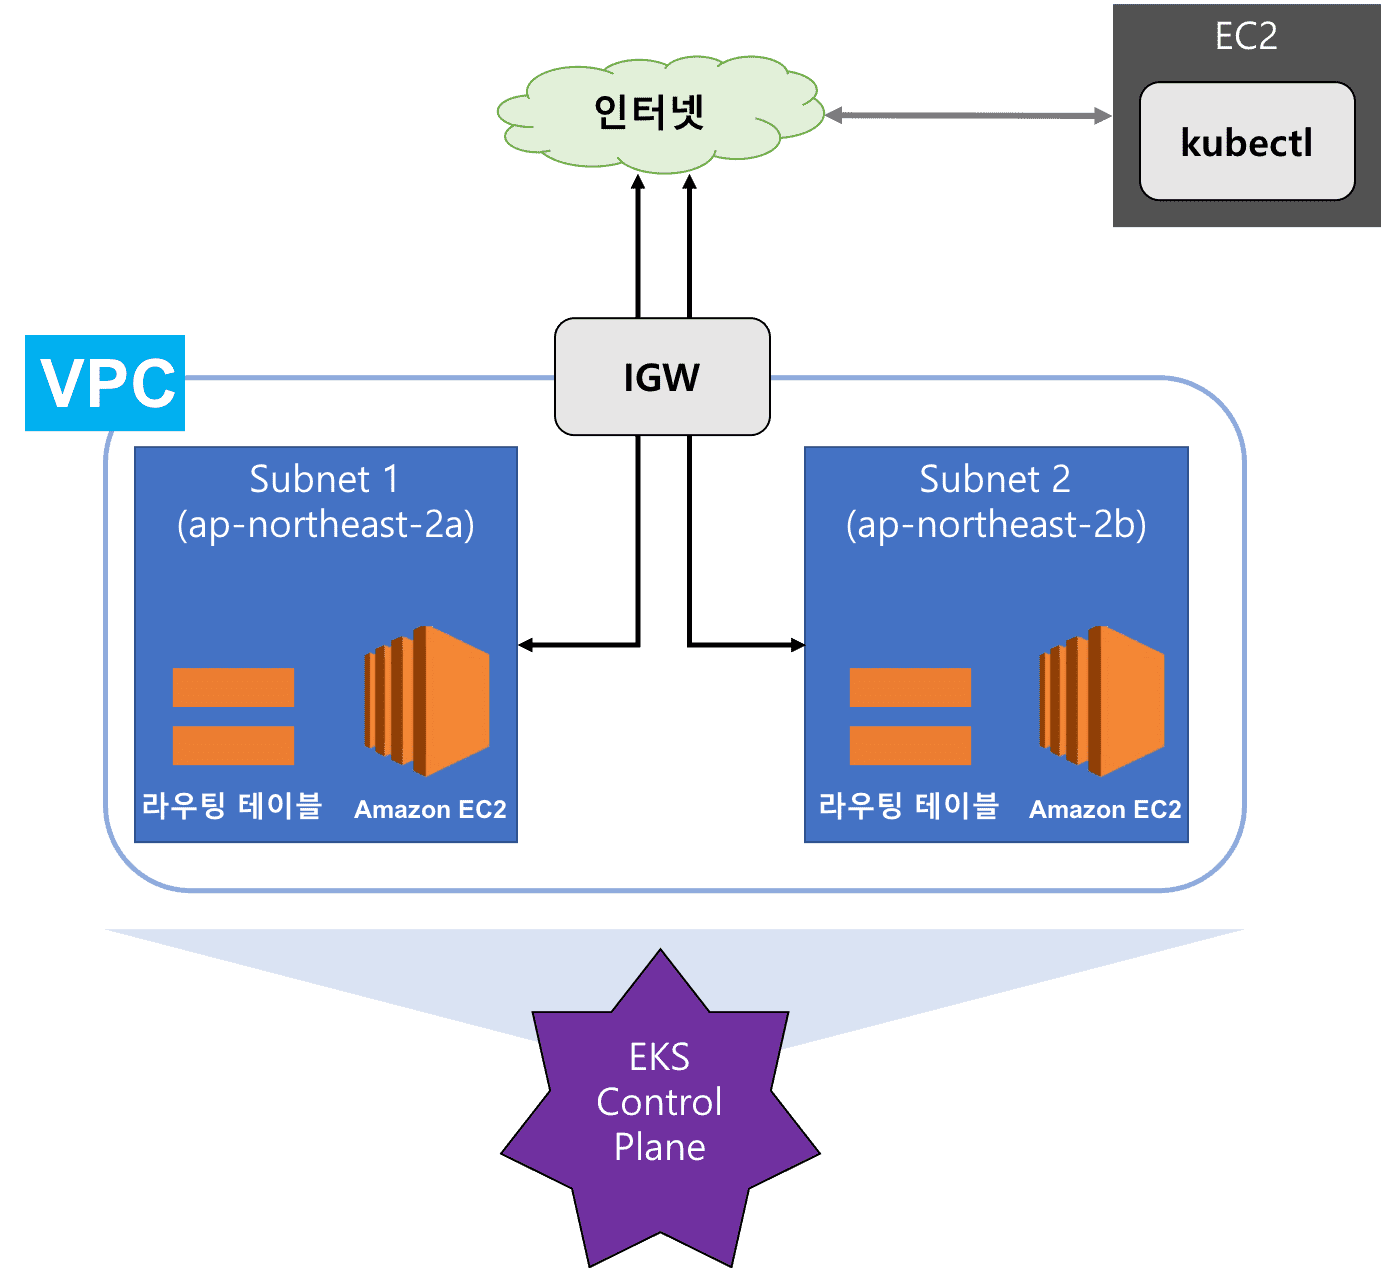 EC2
kubectl
인터넷
IGW
VPC
Subnet 1
(ap-northeast-2a)
라우팅 테이블
Amazon EC2
Subnet 2
(ap-northeast-2b)
라우팅 테이블
Amazon EC2
EKS
Control
Plane